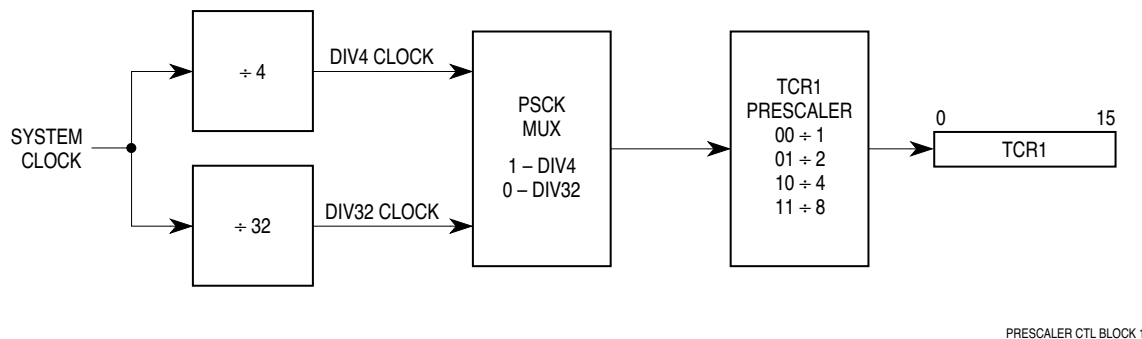 SYSTEM
CLOCK
÷ 4
DIV4 CLOCK
÷ 32
DIV32 CLOCK
PSCK
MUX
1 – DIV4
0 – DIV32
TCR1
PRESCALER
00 ÷ 1
01 ÷ 2
10 ÷ 4
11 ÷ 8
0 15
TCR1
PRESCALER CTL BLOCK 1